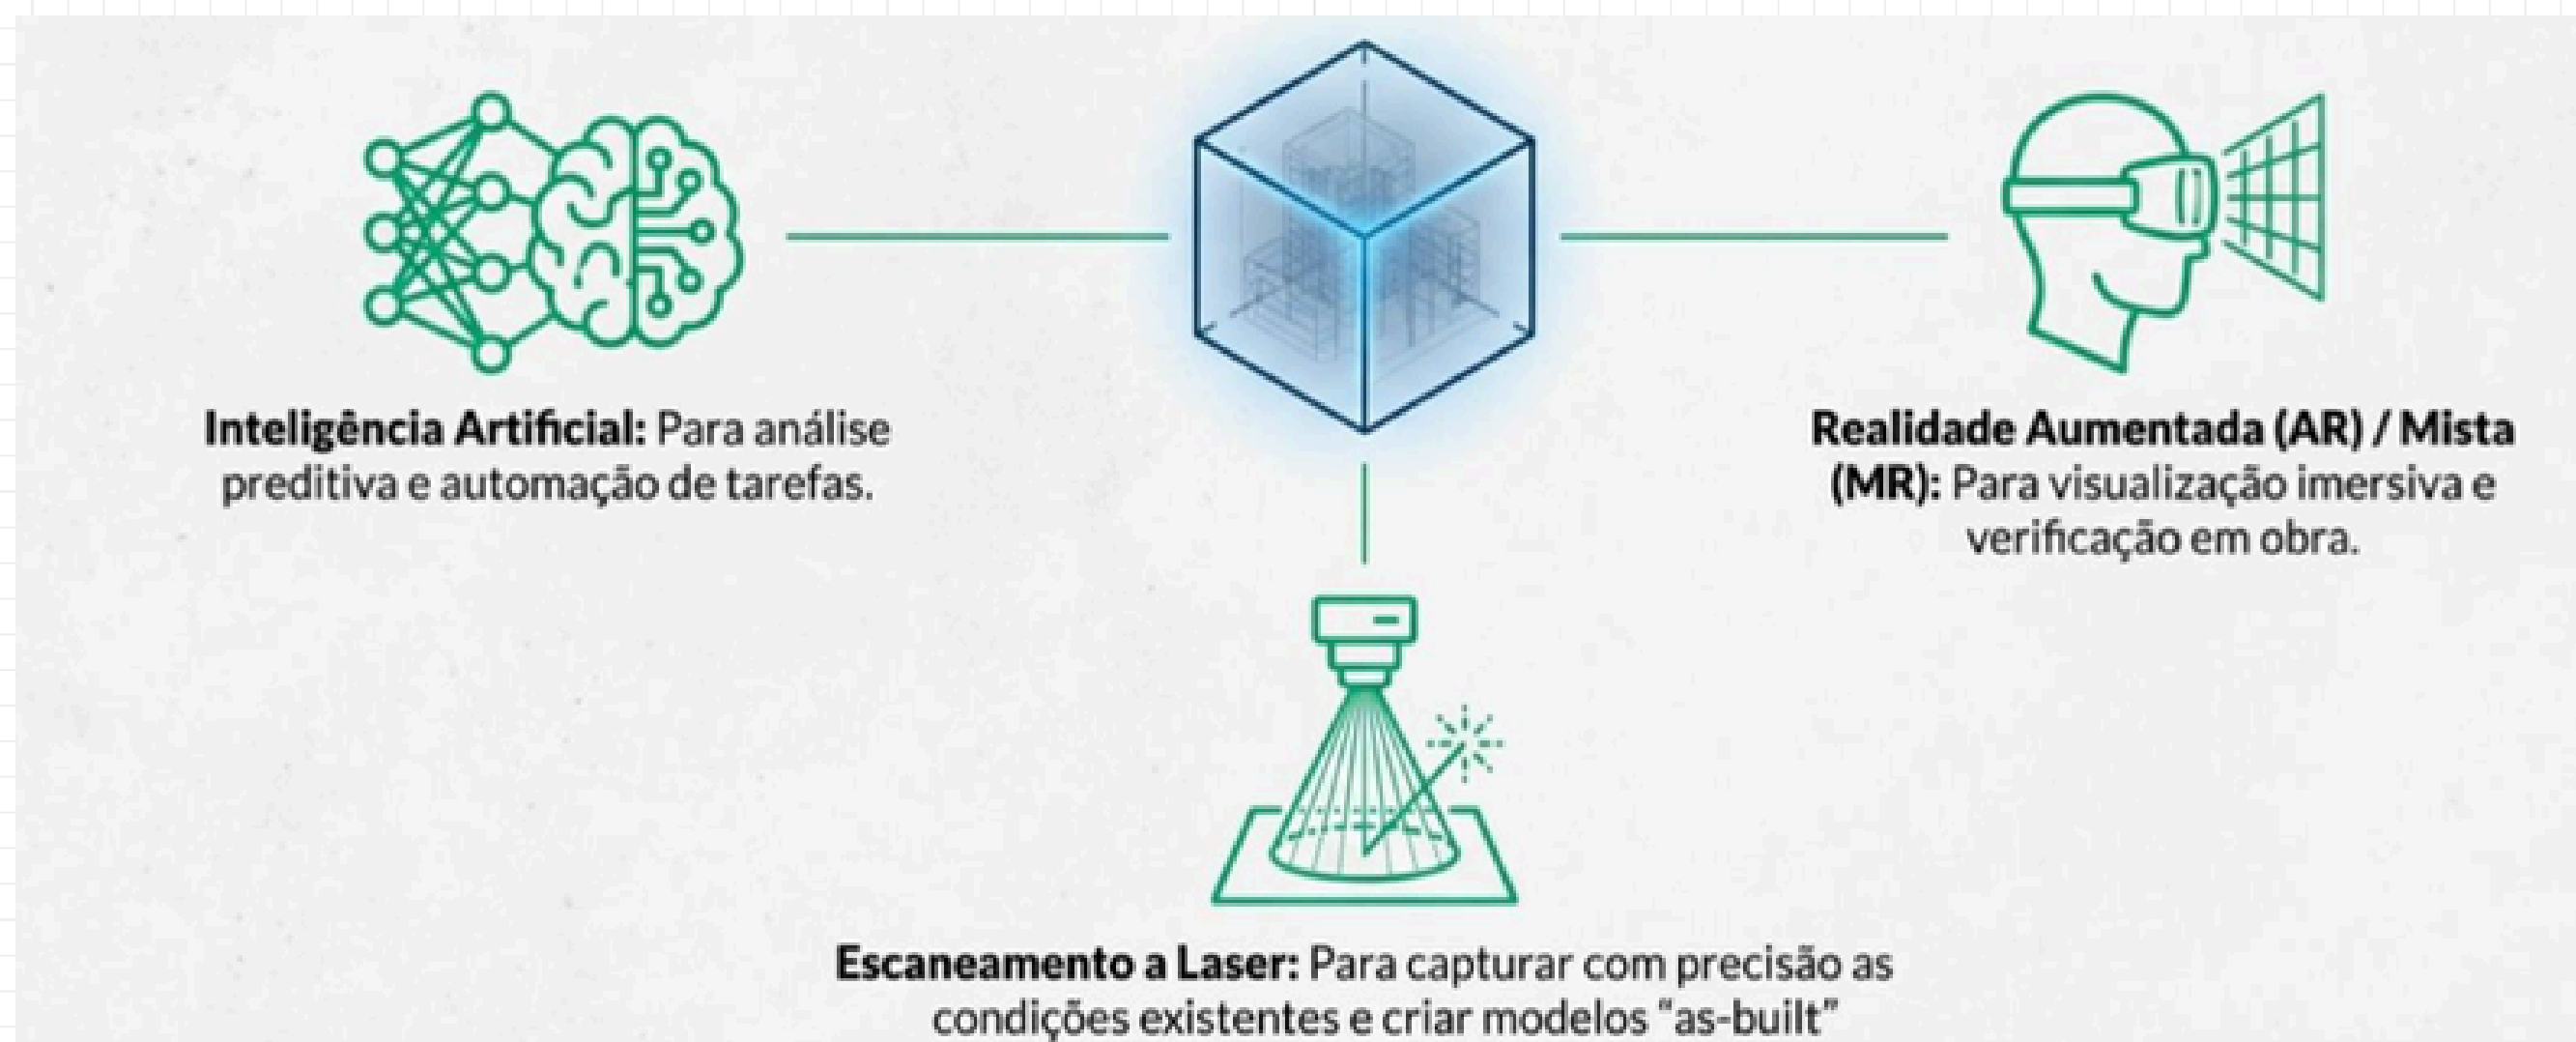 Inteligência Artificial: Para análise
preditiva e automação de tarefas.
Realidade Aumentada (AR) / Mista
(MR): Para visualização imersiva e
verificação em obra.
Escaneamento a Laser: Para capturar com precisão as
condições existentes e criar modelos “as-built”